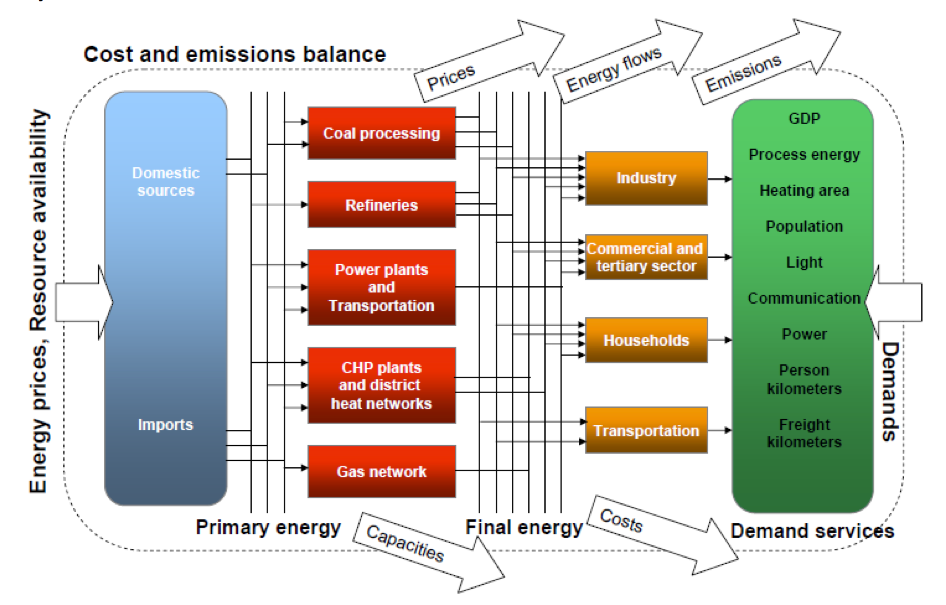 Cost and emissions balance
Prices
Energy flows
Emissions
Energy prices, Resource availability
Domestic
sources
Imports
Primary energy
Coal processing
Refineries
Power plants
and
Transportation
CHP plants
and district
heat networks
Gas network
Capacities
Final energy
Industry
Commercial and
tertiary sector
Households
Transportation
Costs
GDP
Process energy
Heating area
Population
Light
Communication
Power
Person
kilometers
Freight
kilometers
Demand services
Demands